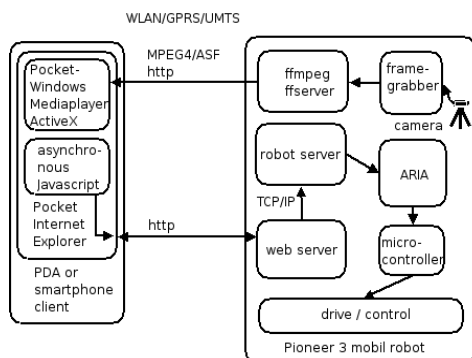 WLAN/GPRS/UMTS
MPEG4/ASF
http
Pocket-
Windows
Mediaplayer
ActiveX
asynchro-
nous
Javascript
Pocket
Internet
Explorer
PDA or
smartphone
client
http
ffmpeg
ffserver
frame-
grabber
camera
robot server
ARIA
TCP/IP
web server
micro-
controller
drive / control
Pioneer 3 mobil robot